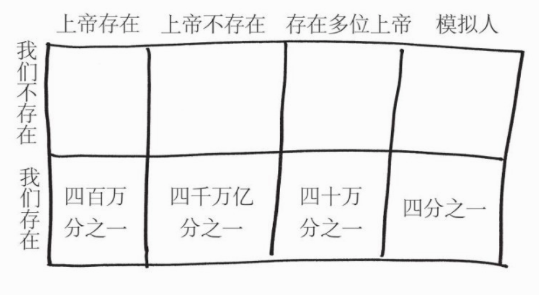 上帝存在 上帝不存在 存在多位上帝 模拟人
我们不存在
我们存在
四百万
分之一
四千万亿
分之一
四十万
分之一
四分之一